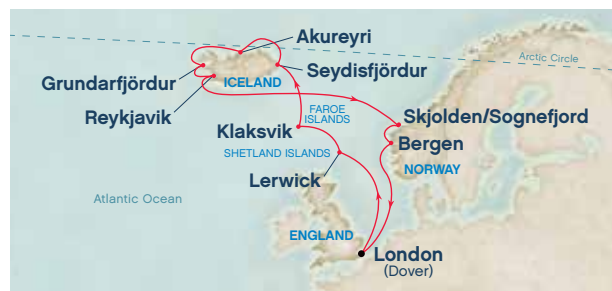 Akureyri
Arctic Circle
Grundarfjördur
Seydisfjördur
ICELAND
Reykjavik
FAROE
ISLANDS
Klaksvik
Skjolden/Sognefjord
Bergen
SHETLAND ISLANDS
NORWAY
Lerwick
Atlantic Ocean
ENGLAND
London
(Dover)